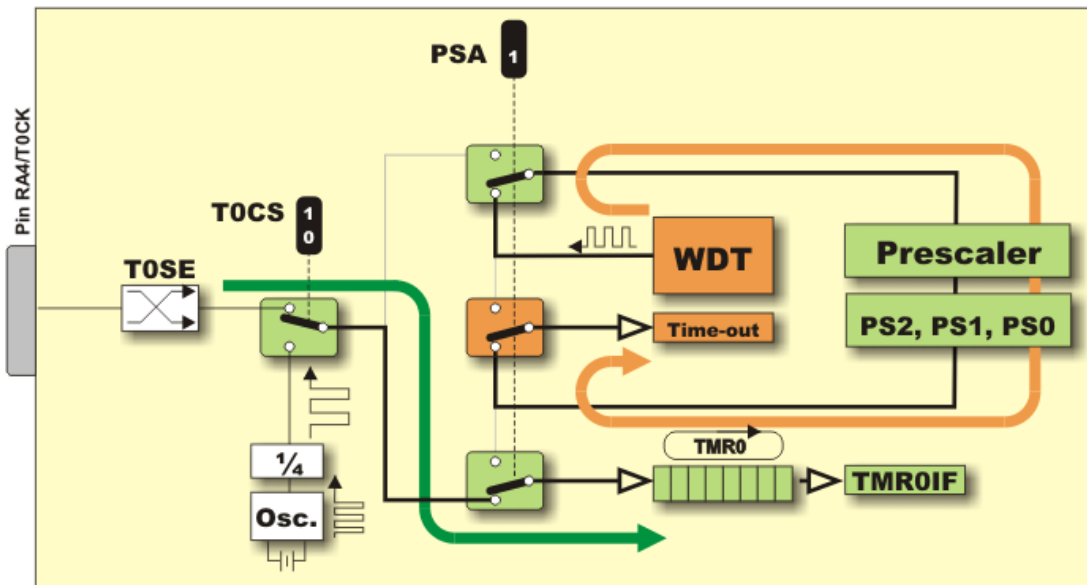 PSA
1
Pin RA4/T0CK
T0CS
1
0
T0SE
WDT
Prescaler
PS2, PS1, PS0
Time-out
1/4
Osc.
TMR0
TMR0IF